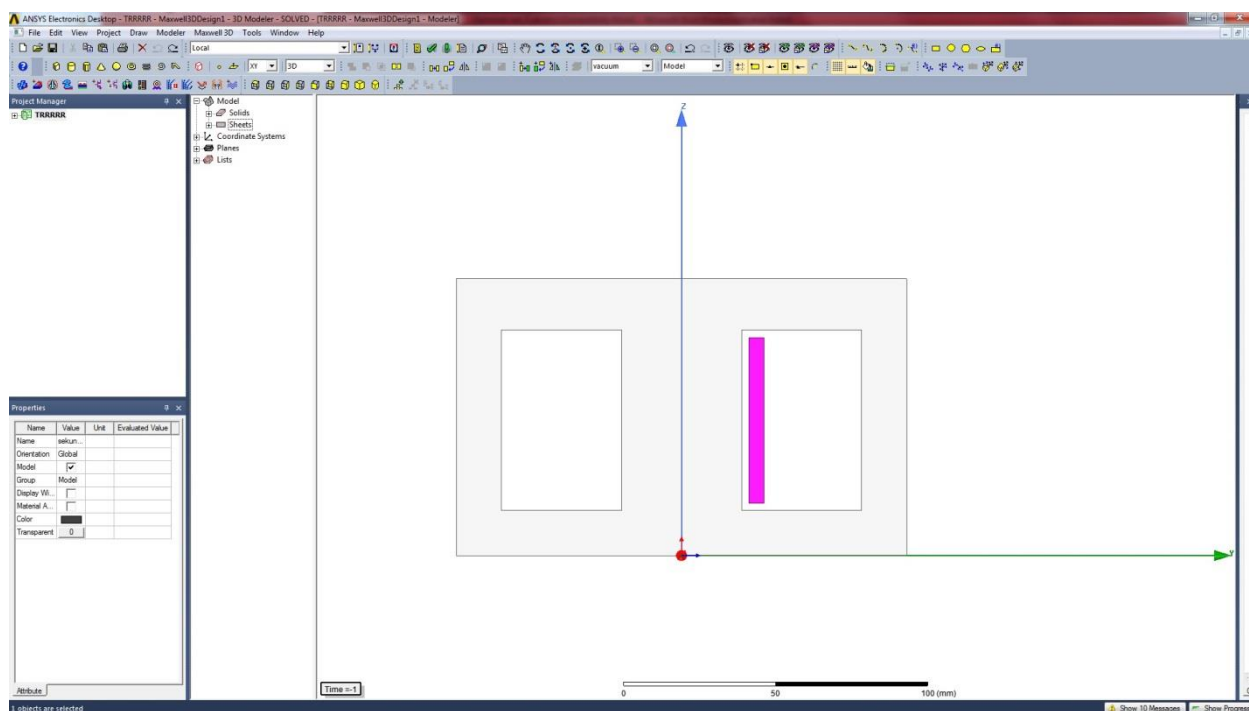 ANSYS Electronics Desktop - TRRRRR - Maxwell3DDesign1 - 3D Modeler - SOLVED - [TRRRRR - Maxwell3DDesign1 - Modeler]
File Edit View Project Draw Modeler Maxwell 3D Tools Window Help
Local
XY 3D vacuum Model
Project Manager
TRRRRR
Model
Solids
Sheets
Coordinate Systems
Planes
Lists
Properties
Name Value Unit Evaluated Value
Name sekun...
Orientation Global
Model
Group Model
Display Wi...
Material A...
Color
Transparent 0
Attribute
Z
Y
Time =-1
0 50 100 (mm)
1 objects are selected
Show 10 Messages Show Progress